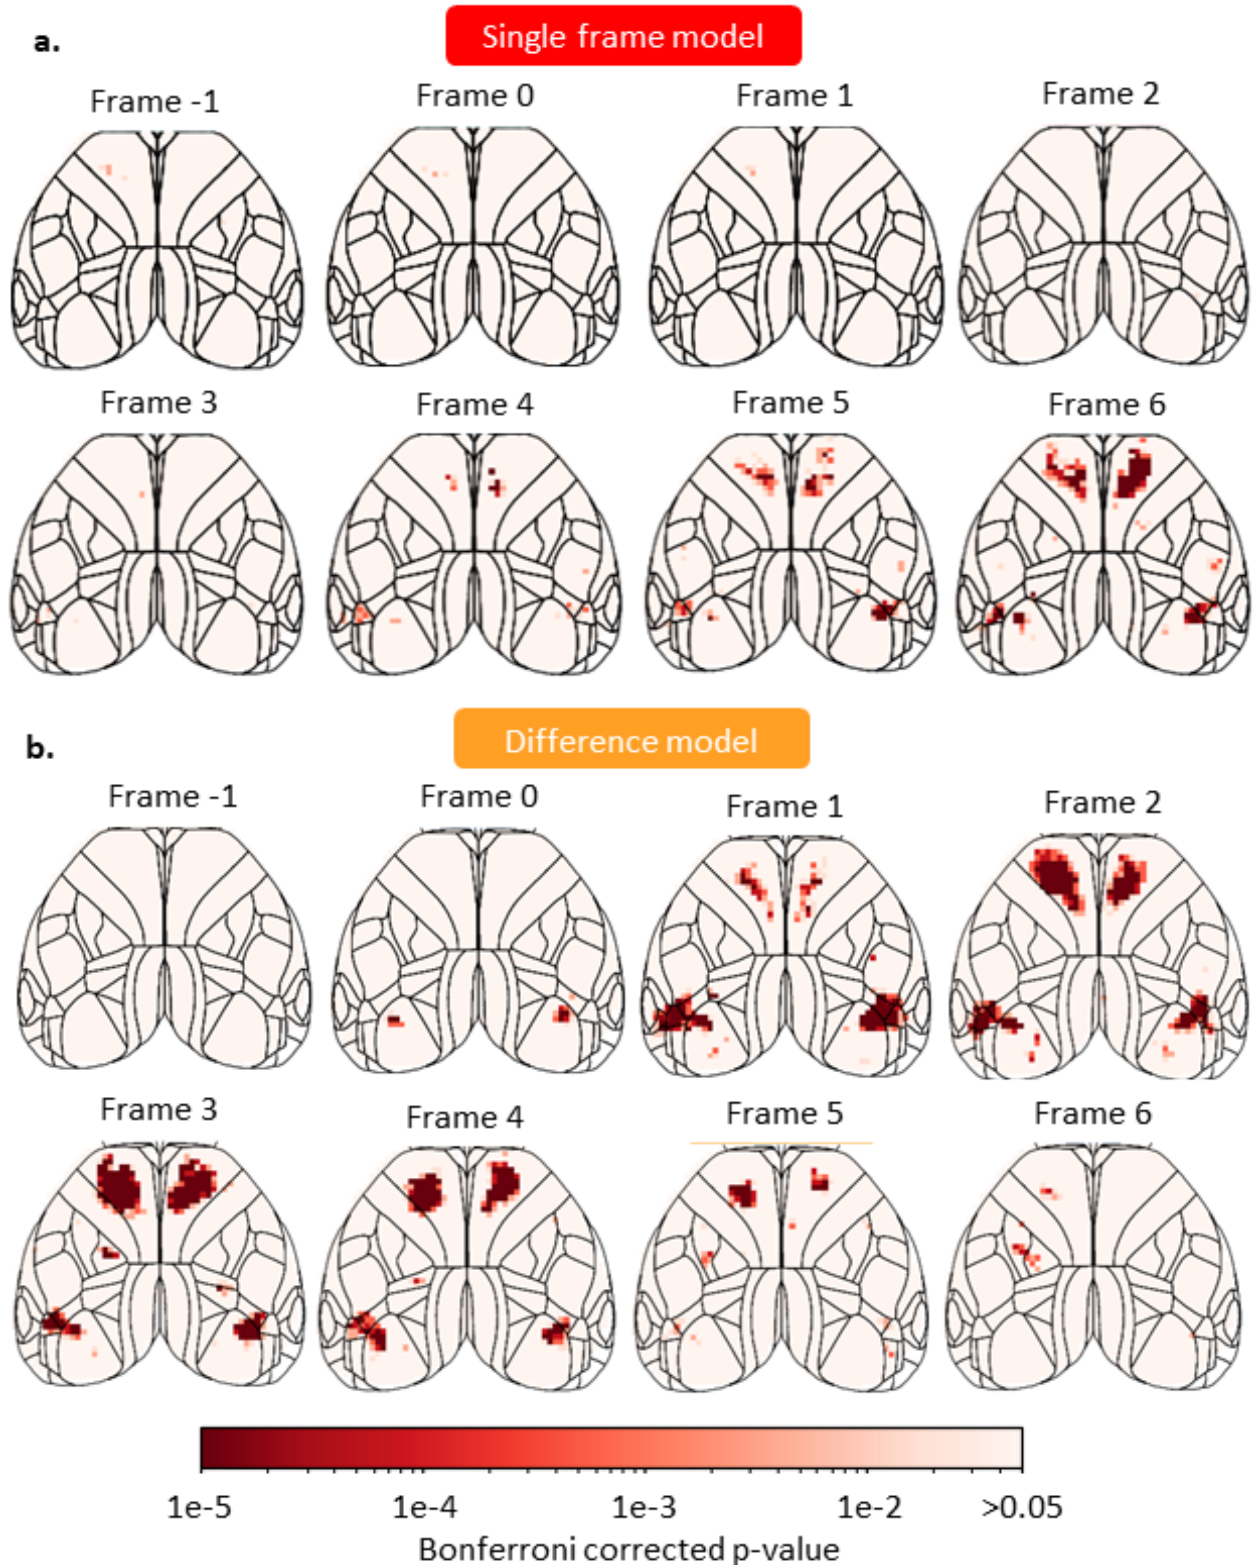 a.
Single frame model
Frame -1
Frame 0
Frame 1
Frame 2
Frame 3
Frame 4
Frame 5
Frame 6
b.
Difference model
Frame -1
Frame 0
Frame 1
Frame 2
Frame 3
Frame 4
Frame 5
Frame 6
1e-5
1e-4
1e-3
1e-2
>0.05
Bonferroni corrected p-value